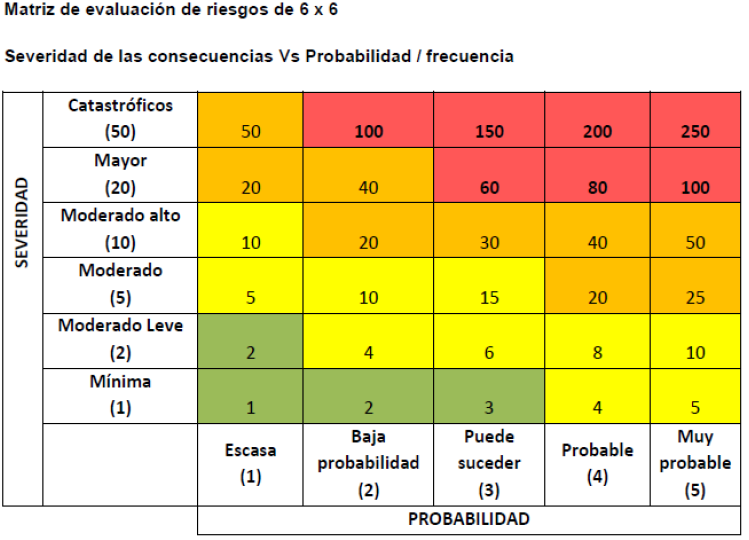 Matriz de evaluación de riesgos de 6 x 6
Severidad de las consecuencias Vs Probabilidad / frecuencia
SEVERIDAD
Catastróficos
(50)
50
100
150
200
250
Mayor
(20)
20
40
60
80
100
Moderado alto
(10)
10
20
30
40
50
Moderado
(5)
5
10
15
20
25
Moderado Leve
(2)
2
4
6
8
10
Mínima
(1)
1
2
3
4
5
Escasa
(1)
Baja
probabilidad
(2)
Puede
suceder
(3)
Probable
(4)
Muy
probable
(5)
PROBABILIDAD